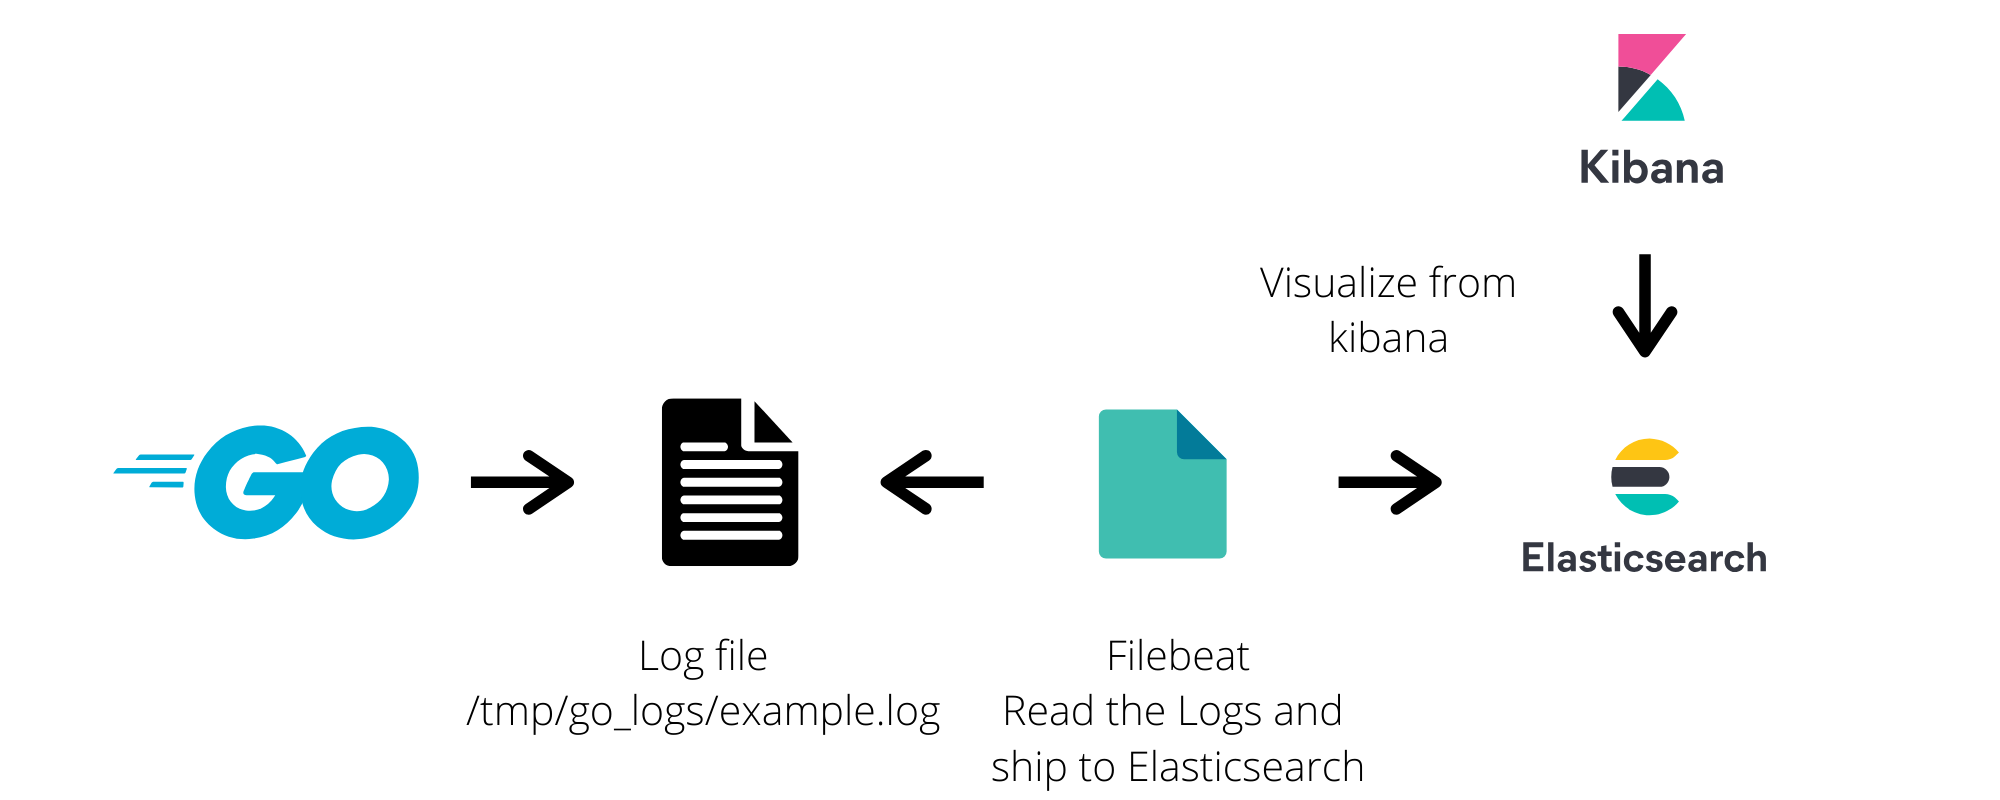 Kibana
Visualize from
kibana
GO
Elasticsearch
Log file
/tmp/go_logs/example.log
Filebeat
Read the Logs and
ship to Elasticsearch